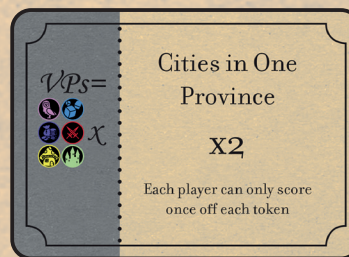 VPs=
X
Cities in One
Province
x2
Each player can only score
once off each token